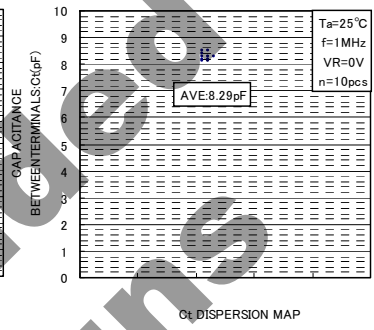 CAPACITANCE
BETWEENTERMINALS:Ct(pF)
10
9
8
7
6
5
4
3
2
1
0
Ta=25°C
f=1MHz
VR=0V
n=10pcs
AVE:8.29pF
Ct DISPERSION MAP